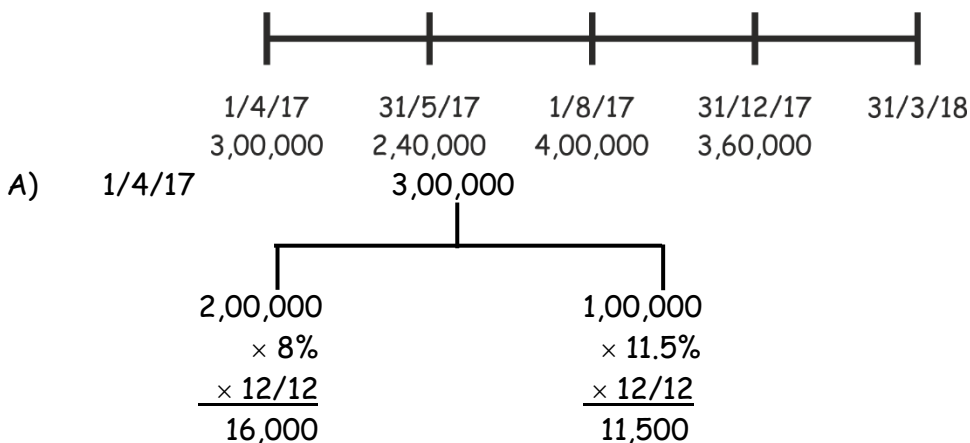 1/4/17 31/5/17 1/8/17 31/12/17 31/3/18
3,00,000 2,40,000 4,00,000 3,60,000
A) 1/4/17 3,00,000
2,00,000 1,00,000
× 8% × 11.5%
× 12/12 × 12/12
16,000 11,500